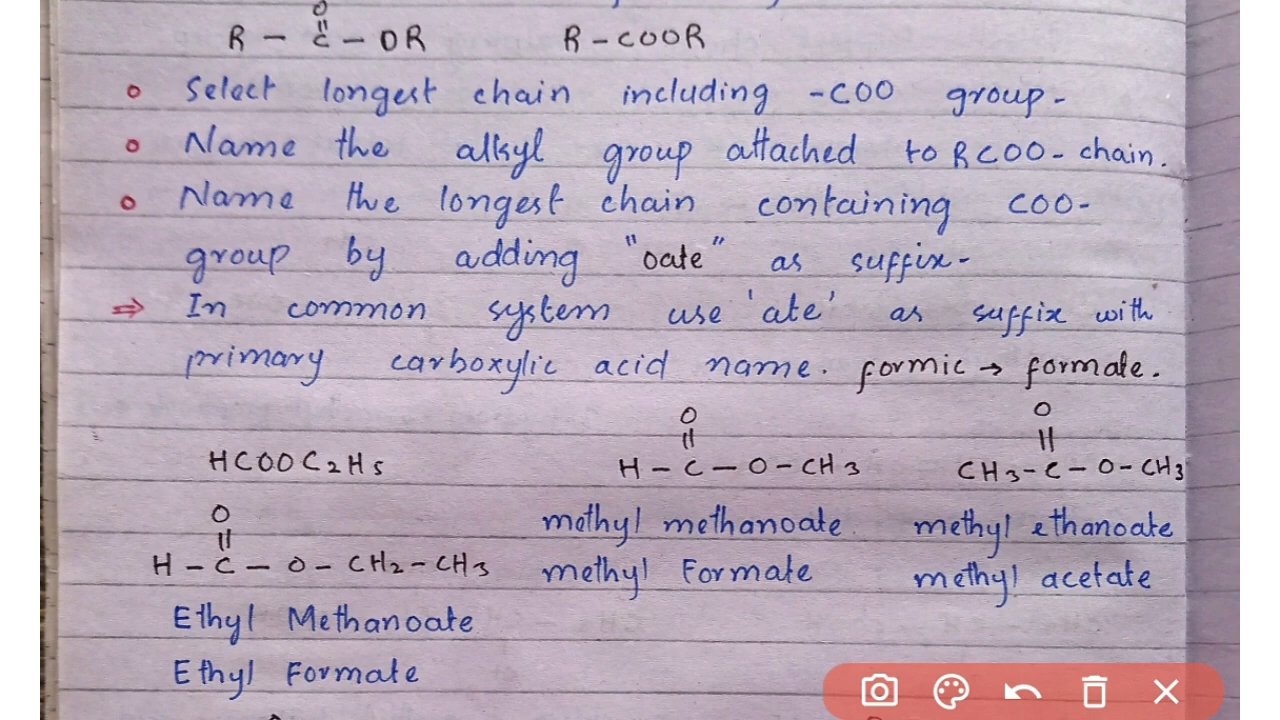 O
||
R - C - OR R - COOR
Select longest chain including -COO group-
Name the alkyl group attached to RCOO- chain.
Name the longest chain containing COO-
group by adding "oate" as suffix-
⇒ In common system use 'ate' as suffix with
primary carboxylic acid name. formic → formate.
O O
|| ||
HCOOC2H5 H - C - O - CH3 CH3 - C - O - CH3
O
||
methyl methanoate methyl ethanoate
H - C - O - CH2 - CH3 methyl Formate methyl acetate
Ethyl Methanoate
Ethyl Formate